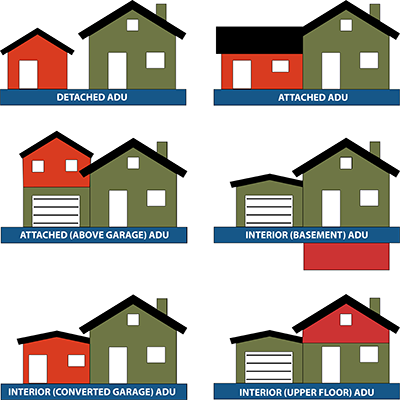 DETACHED ADU
ATTACHED ADU
ATTACHED (ABOVE GARAGE) ADU
INTERIOR (BASEMENT) ADU
INTERIOR (CONVERTED GARAGE) ADU
INTERIOR (UPPER FLOOR) ADU